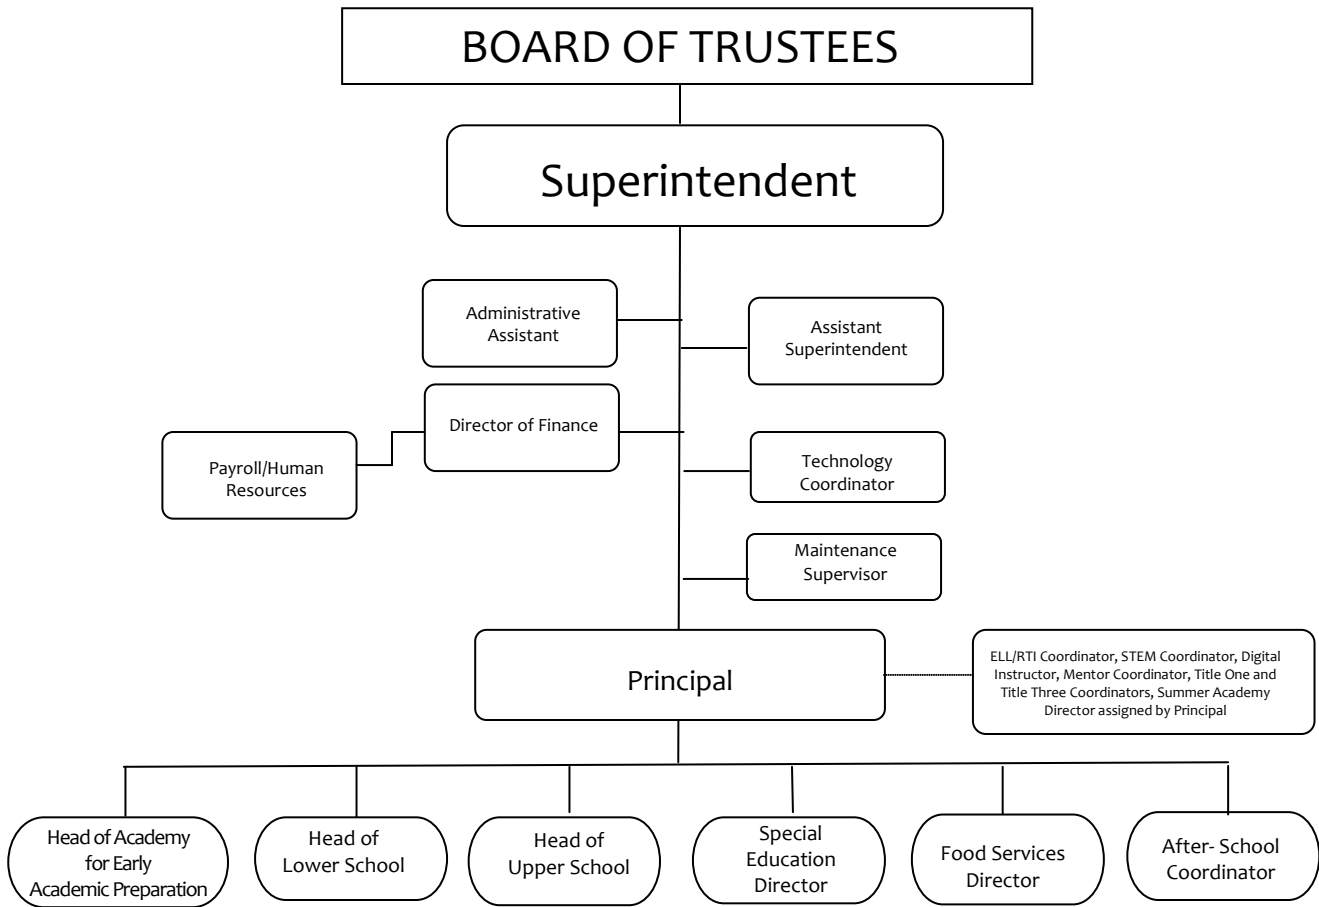 BOARD OF TRUSTEES
Superintendent
Administrative
Assistant
Assistant
Superintendent
Director of Finance
Payroll/Human
Resources
Technology
Coordinator
Maintenance
Supervisor
Principal
ELL/RTI Coordinator, STEM Coordinator, Digital
Instructor, Mentor Coordinator, Title One and
Title Three Coordinators, Summer Academy
Director assigned by Principal
Head of Academy
for Early
Academic Preparation
Head of
Lower School
Head of
Upper School
Special
Education
Director
Food Services
Director
After- School
Coordinator